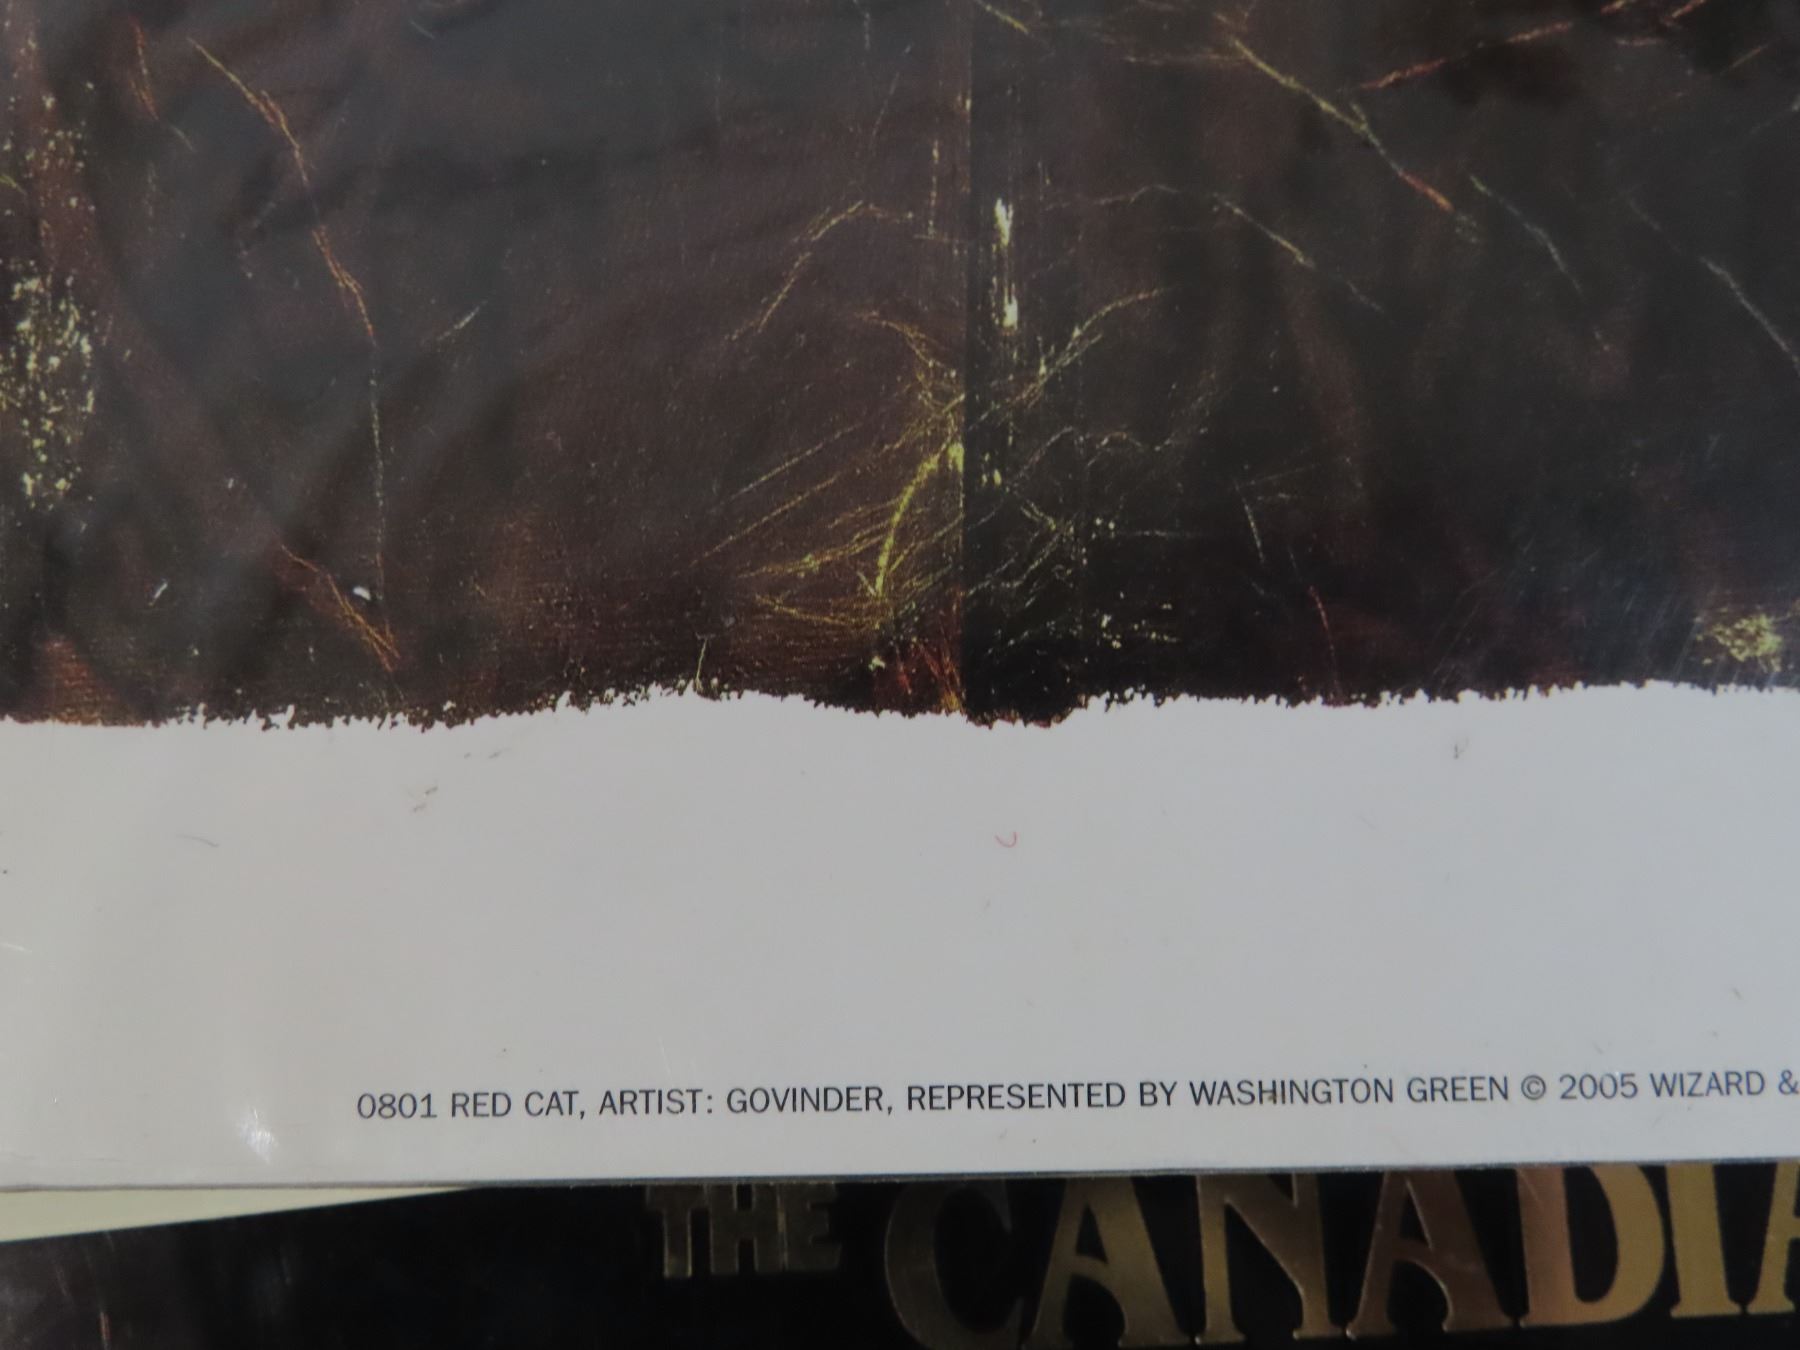 0801 RED CAT, ARTIST: GOVINDER, REPRESENTED BY WASHINGTON GREEN © 2005 WIZARD &
THE CANADIA